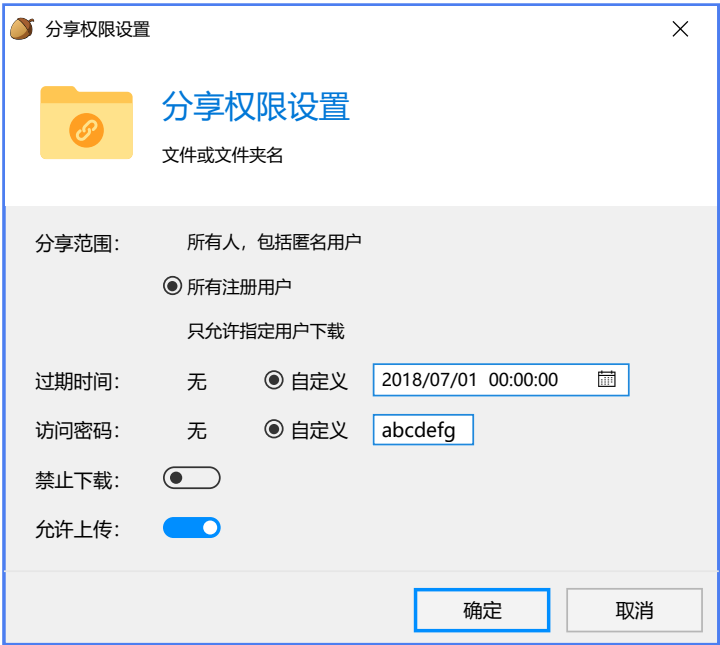 分享权限设置
分享权限设置
文件或文件夹名
分享范围： 所有人，包括匿名用户
所有注册用户
只允许指定用户下载
过期时间： 无 自定义 2018/07/01 00:00:00
访问密码： 无 自定义 abcdefg
禁止下载：
允许上传：
确定 取消